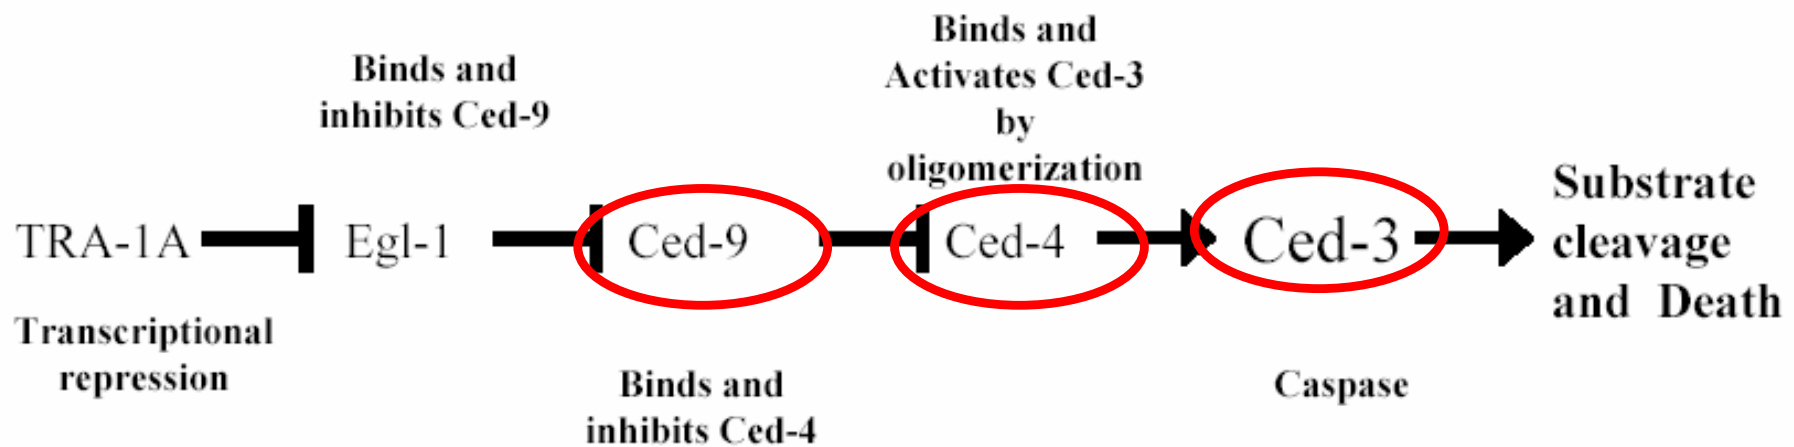 Binds and
inhibits Ced-9
Binds and
Activates Ced-3
by
oligomerization
TRA-1A
Egl-1
Ced-9
Ced-4
Ced-3
Substrate
cleavage
and Death
Transcriptional
repression
Binds and
inhibits Ced-4
Caspase